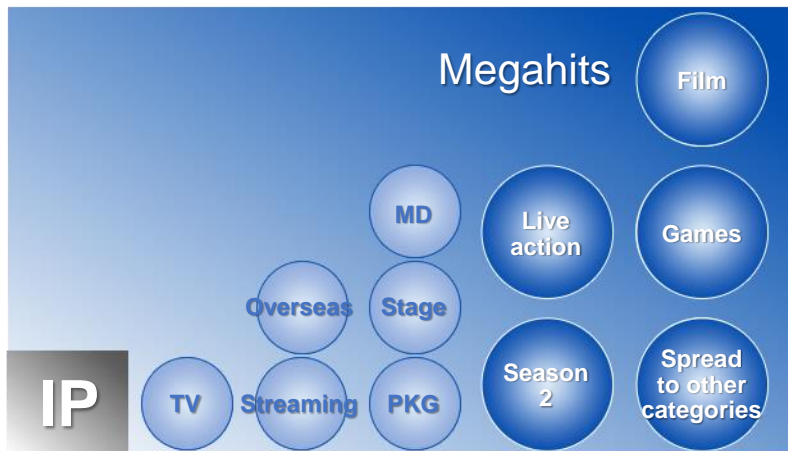 Megahits
Film
MD
Live
action
Games
Overseas
Stage
IP
TV
Streaming
PKG
Season
2
Spread
to other
categories